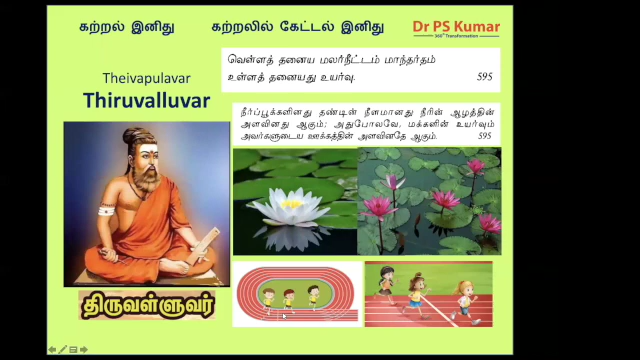 கற்றல் இனிது
கற்றலில் கேட்டல் இனிது
Dr PS Kumar
360° Transformation
வெள்ளத் தனைய மலர்நீட்டம் மாந்தர்தம்
உள்ளத் தனையது உயர்வு. 595
Theivapulavar
Thiruvalluvar
நீர்ப்பூக்களினது தண்டின் நீளமானது நீரின் ஆழத்தின்
அளவினது ஆகும்; அதுபோலவே, மக்களின் உயர்வும்
அவர்களுடைய ஊக்கத்தின் அளவினதே ஆகும். 595
திருவள்ளுவர்